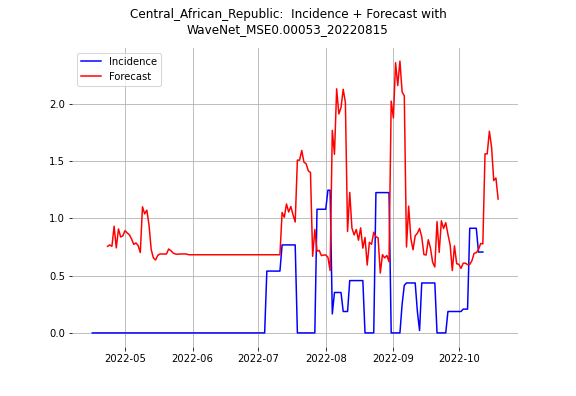 Central_African_Republic:  Incidence + Forecast with
WaveNet_MSE0.00053_20220815
Incidence
Forecast
2.0
1.5
1.0
0.5
0.0
2022-05
2022-06
2022-07
2022-08
2022-09
2022-10